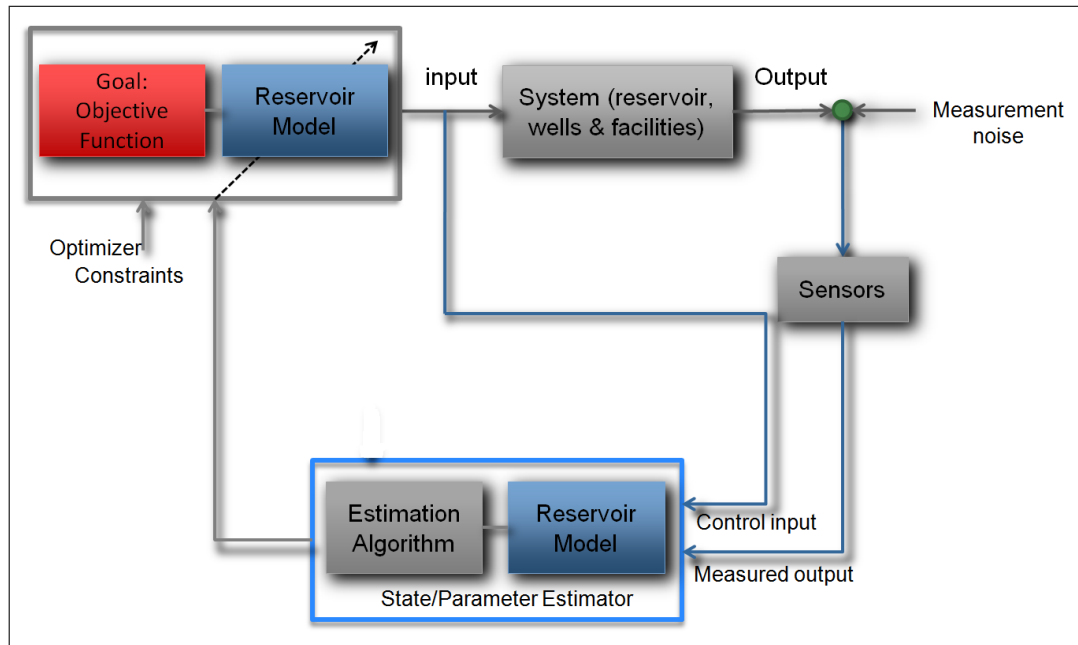 Goal:
Objective
Function
Reservoir
Model
input
System (reservoir,
wells & facilities)
Output
Measurement
noise
Optimizer
Constraints
Sensors
Estimation
Algorithm
Reservoir
Model
Control input
Measured output
State/Parameter Estimator